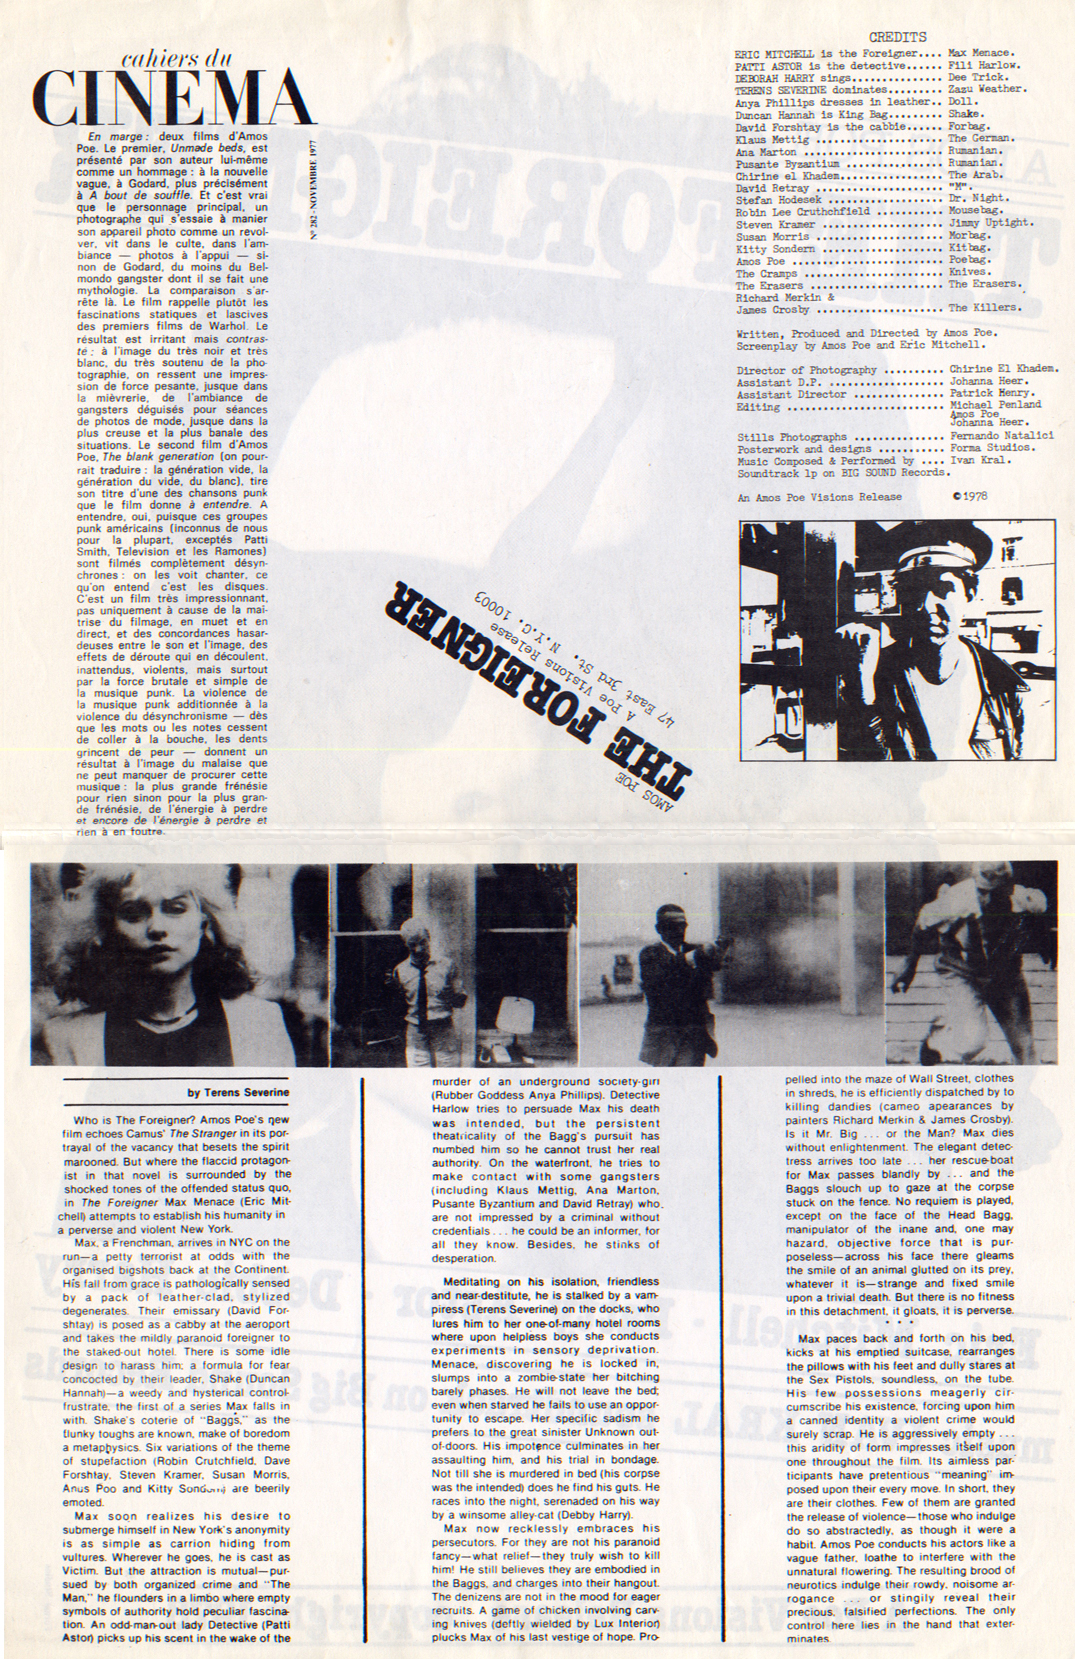 cahiers du
CINEMA
Nº 282 - NOVEMBRE 1977
En marge : deux films d'Amos
Poe. Le premier, Unmade beds, est
présenté par son auteur lui-même
comme un hommage : à la nouvelle
vague, à Godard, plus précisément
à A bout de souffle. Et c'est vrai
que le personnage principal, un
photographe qui s'essaie à manier
son appareil photo comme un revol-
ver, vit dans le culte, dans l'am-
biance — photos à l'appui — si-
non de Godard, du moins du Bel-
mondo gangster dont il se fait une
mythologie. La comparaison s'ar-
rête là. Le film rappelle plutôt les
fascinations statiques et lascives
des premiers films de Warhol. Le
résultat est irritant mais contras-
té : à l'image du très noir et très
blanc, du très soutenu de la pho-
tographie, on ressent une impres-
sion de force pesante, jusque dans
la mièvrerie, de l'ambiance de
gangsters déguisés pour séances
de photos de mode, jusque dans la
plus creuse et la plus banale des
situations. Le second film d'Amos
Poe, The blank generation (on pour-
rait traduire : la génération vide, la
génération du vide, du blanc), tire
son titre d'une des chansons punk
que le film donne à entendre. A
entendre, oui, puisque ces groupes
punk américains (inconnus de nous
pour la plupart, exceptés Patti
Smith, Television et les Ramones)
sont filmés complètement désyn-
chrones : on les voit chanter, ce
qu'on entend c'est les disques.
C'est un film très impressionnant,
pas uniquement à cause de la maî-
trise du filmage, en muet et en
direct, et des concordances hasar-
deuses entre le son et l'image, des
effets de déroute qui en découlent,
inattendus, violents, mais surtout
par la force brutale et simple de
la musique punk. La violence de
la musique punk additionnée à la
violence du désynchronisme — dès
que les mots ou les notes cessent
de coller à la bouche, les dents
grincent de peur — donnent un
résultat à l'image du malaise que
ne peut manquer de procurer cette
musique : la plus grande frénésie
pour rien sinon pour la plus gran-
de frénésie, de l'énergie à perdre
et encore de l'énergie à perdre et
rien à en foutre.
AMOS POE
THE FOREIGNER
A Poe Visions Release
47 East 3rd St. N.Y.C. 10003
CREDITS
ERIC MITCHELL is the Foreigner.... Max Menace.
PATTI ASTOR is the detective...... Fili Harlow.
DEBORAH HARRY sings............... Dee Trick.
TERENS SEVERINE dominates......... Zazu Weather.
Anya Phillips dresses in leather.. Doll.
Duncan Hannah is King Bag......... Shake.
David Forshtay is the cabbie...... Forbag.
Klaus Mettig ..................... The German.
Ana Marton ....................... Rumanian.
Pusante Byzantium ................ Rumanian.
Chirine el Khadem................. The Arab.
David Retray ..................... "M".
Stefan Hodesek ................... Dr. Night.
Robin Lee Cruthchfield ........... Mousebag.
Steven Kramer .................... Jimmy Uptight.
Susan Morris ..................... Morbag.
Kitty Sondern .................... Kitbag.
Amos Poe ......................... Poebag.
The Cramps ....................... Knives.
The Erasers ...................... The Erasers.
Richard Merkin &
James Crosby ..................... The Killers.
Written, Produced and Directed by Amos Poe.
Screenplay by Amos Poe and Eric Mitchell.
Director of Photography .......... Chirine El Khadem.
Assistant D.P. ................... Johanna Heer.
Assistant Director ............... Patrick Henry.
Editing .......................... Michael Penland
Amos Poe
Johanna Heer.
Stills Photographs ............... Fernando Natalici
Posterwork and designs ........... Forma Studios.
Music Composed & Performed by .... Ivan Kral.
Soundtrack lp on BIG SOUND Records.
An Amos Poe Visions Release ©1978
by Terens Severine
Who is The Foreigner? Amos Poe's new
film echoes Camus' The Stranger in its por-
trayal of the vacancy that besets the spirit
marooned. But where the flaccid protagon-
ist in that novel is surrounded by the
shocked tones of the offended status quo,
in The Foreigner Max Menace (Eric Mit-
chell) attempts to establish his humanity in
a perverse and violent New York.
Max, a Frenchman, arrives in NYC on the
run—a petty terrorist at odds with the
organised bigshots back at the Continent.
His fall from grace is pathologically sensed
by a pack of leather-clad, stylized
degenerates. Their emissary (David For-
shtay) is posed as a cabby at the aeroport
and takes the mildly paranoid foreigner to
the staked-out hotel. There is some idle
design to harass him; a formula for fear
concocted by their leader, Shake (Duncan
Hannah)—a weedy and hysterical control-
frustrate, the first of a series Max falls in
with. Shake's coterie of "Baggs," as the
flunky toughs are known, make of boredom
a metaphysics. Six variations of the theme
of stupefaction (Robin Crutchfield, Dave
Forshtay, Steven Kramer, Susan Morris,
Amos Poo and Kitty are beerily
emoted.
Max soon realizes his desire to
submerge himself in New York's anonymity
is as simple as carrion hiding from
vultures. Wherever he goes, he is cast as
Victim. But the attraction is mutual—pur-
sued by both organized crime and "The
Man," he flounders in a limbo where empty
symbols of authority hold peculiar fascina-
tion. An odd-man-out lady Detective (Patti
Astor) picks up his scent in the wake of the
murder of an underground society-girl
(Rubber Goddess Anya Phillips). Detective
Harlow tries to persuade Max his death
was intended, but the persistent
theatricality of the Bagg's pursuit has
numbed him so he cannot trust her real
authority. On the waterfront, he tries to
make contact with some gangsters
(including Klaus Mettig, Ana Marton,
Pusante Byzantium and David Retray) who
are not impressed by a criminal without
credentials ... he could be an informer, for
all they know. Besides, he stinks of
desperation.
Meditating on his isolation, friendless
and near-destitute, he is stalked by a vam-
piress (Terens Severine) on the docks, who
lures him to her one-of-many hotel rooms
where upon helpless boys she conducts
experiments in sensory deprivation.
Menace, discovering he is locked in,
slumps into a zombie-state her bitching
barely phases. He will not leave the bed;
even when starved he fails to use an oppor-
tunity to escape. Her specific sadism he
prefers to the great sinister Unknown out-
of-doors. His impotence culminates in her
assaulting him, and his trial in bondage.
Not till she is murdered in bed (his corpse
was the intended) does he find his guts. He
races into the night, serenaded on his way
by a winsome alley-cat (Debby Harry).
Max now recklessly embraces his
persecutors. For they are not his paranoid
fancy—what relief—they truly wish to kill
him! He still believes they are embodied in
the Baggs, and charges into their hangout.
The denizens are not in the mood for eager
recruits. A game of chicken involving carv-
ing knives (deftly wielded by Lux Interior)
plucks Max of his last vestige of hope. Pro-
pelled into the maze of Wall Street, clothes
in shreds, he is efficiently dispatched by to
killing dandies (cameo apearances by
painters Richard Merkin & James Crosby).
Is it Mr. Big ... or the Man? Max dies
without enlightenment. The elegant detec-
tress arrives too late ... her rescue-boat
for Max passes blandly by ... and the
Baggs slouch up to gaze at the corpse
stuck on the fence. No requiem is played,
except on the face of the Head Bagg,
manipulator of the inane and, one may
hazard, objective force that is pur-
poseless—across his face there gleams
the smile of an animal glutted on its prey,
whatever it is—strange and fixed smile
upon a trivial death. But there is no fitness
in this detachment, it gloats, it is perverse.
* * *
Max paces back and forth on his bed,
kicks at his emptied suitcase, rearranges
the pillows with his feet and dully stares at
the Sex Pistols, soundless, on the tube.
His few possessions meagerly cir-
cumscribe his existence, forcing upon him
a canned identity a violent crime would
surely scrap. He is aggressively empty ...
this aridity of form impresses itself upon
one throughout the film. Its aimless par-
ticipants have pretentious "meaning" im-
posed upon their every move. In short, they
are their clothes. Few of them are granted
the release of violence—those who indulge
do so abstractedly, as though it were a
habit. Amos Poe conducts his actors like a
vague father, loathe to interfere with the
unnatural flowering. The resulting brood of
neurotics indulge their rowdy, noisome ar-
rogance ... or stingily reveal their
precious, falsified perfections. The only
control here lies in the hand that exter-
minates.